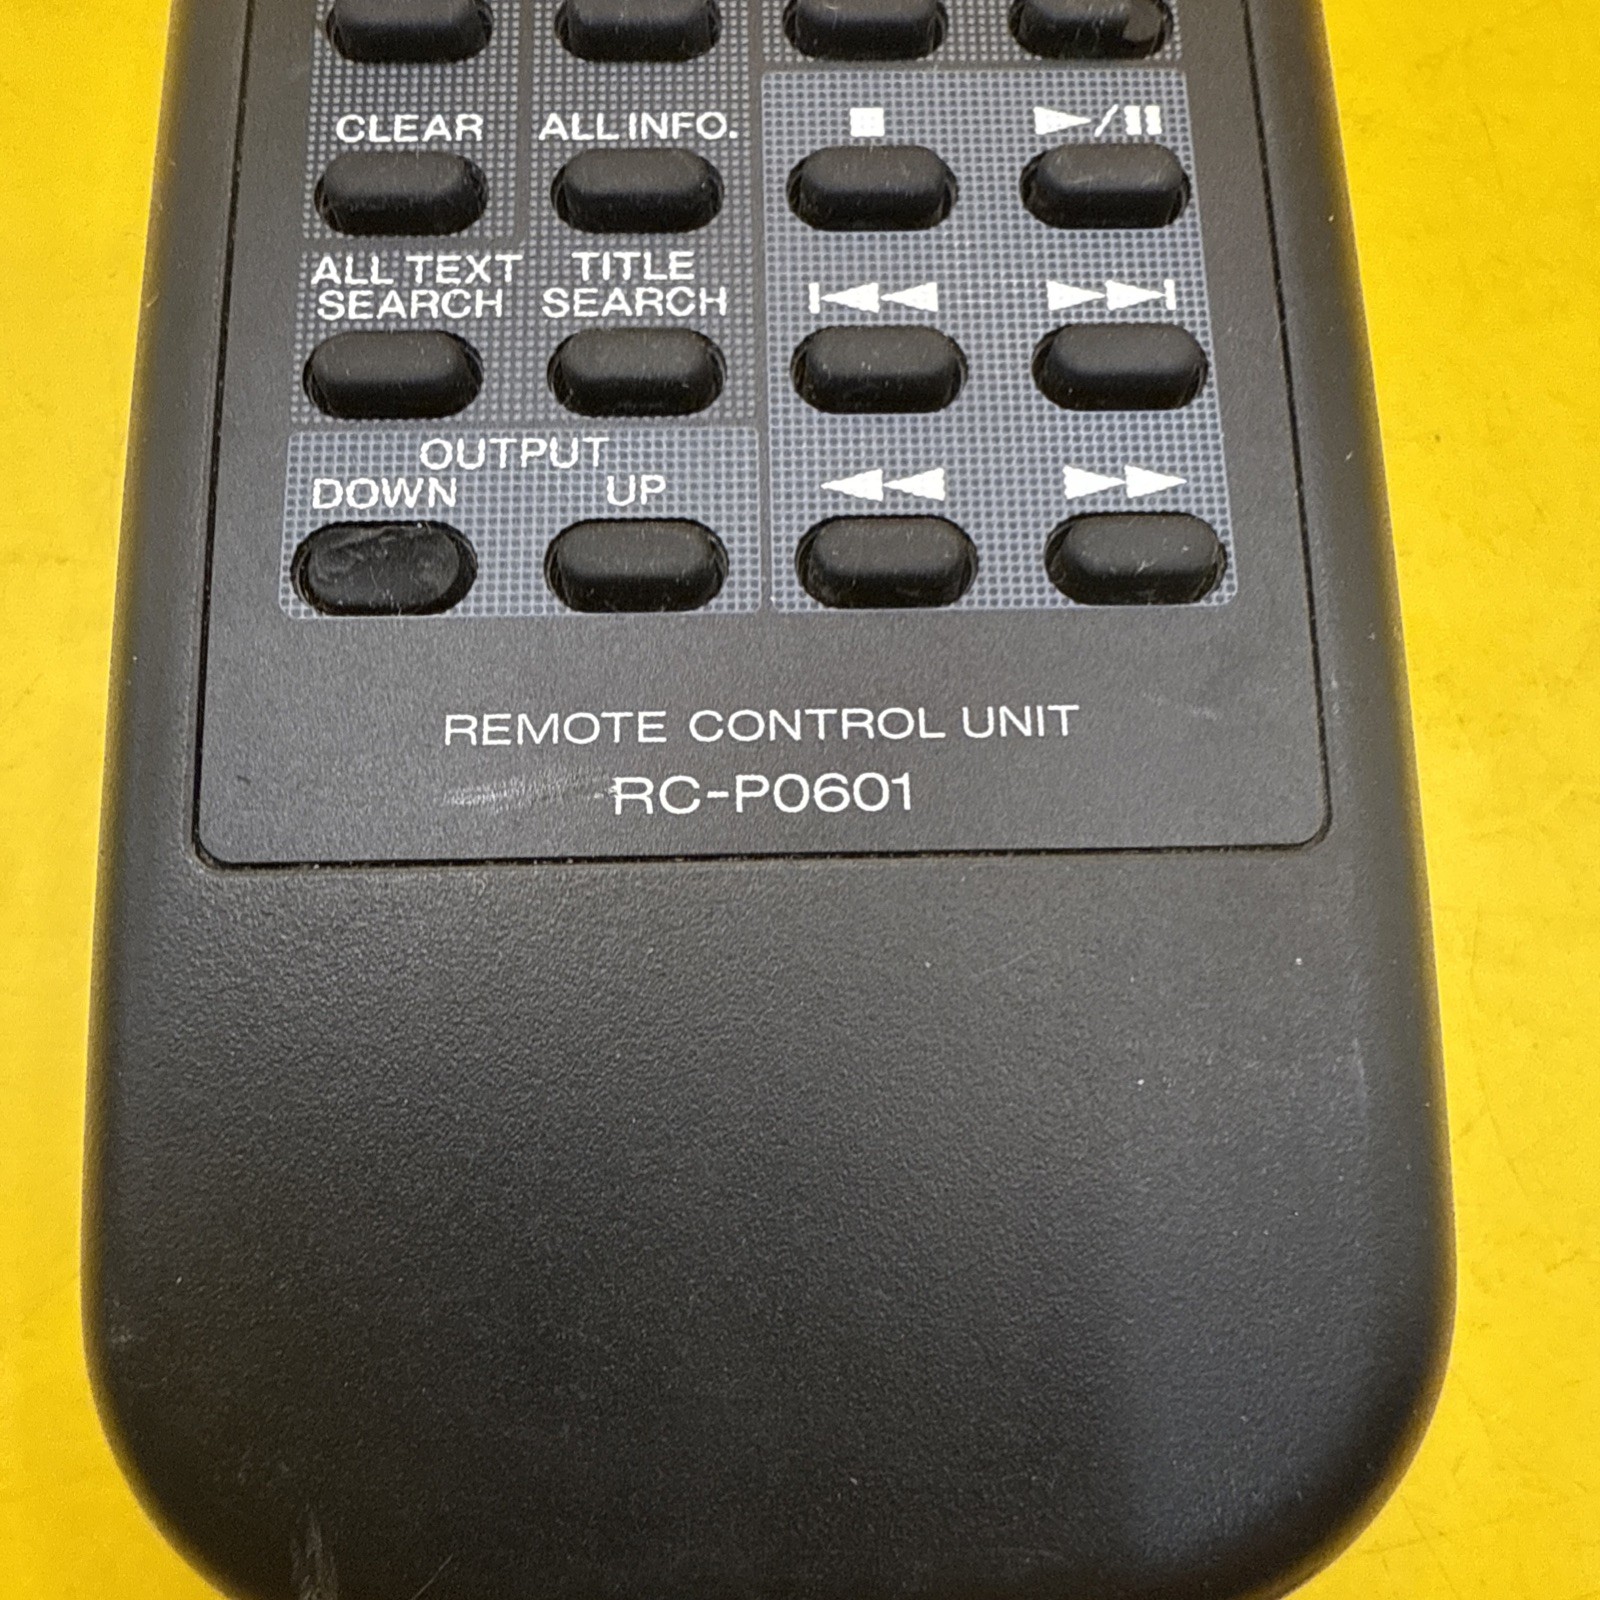 CLEAR ALL INFO. ■ ▶/❚❚
ALL TEXT TITLE
SEARCH SEARCH
OUTPUT
DOWN UP
REMOTE CONTROL UNIT
RC-P0601